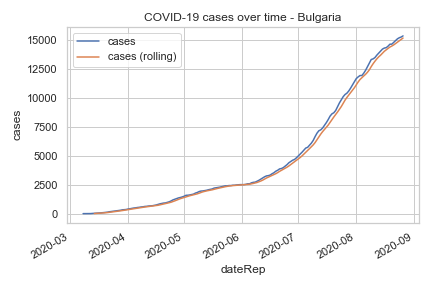 COVID-19 cases over time - Bulgaria
cases
cases (rolling)
cases
15000
12500
10000
7500
5000
2500
0
2020-03
2020-04
2020-05
2020-06
2020-07
2020-08
2020-09
dateRep